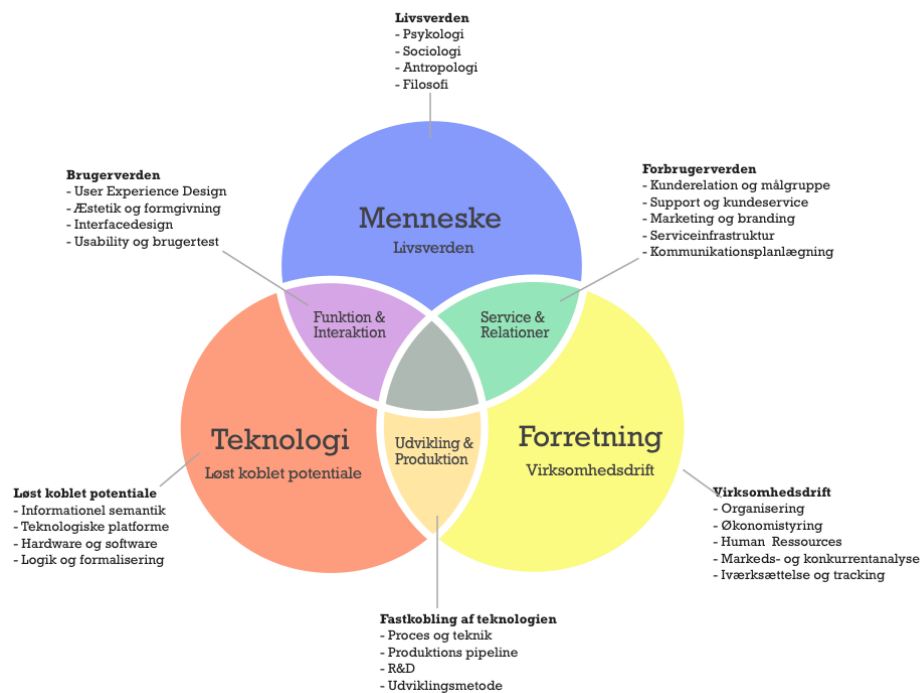 Livsverden
- Psykologi
- Sociologi
- Antropologi
- Filosofi
Brugerverden
- User Experience Design
- Æstetik og formgivning
- Interfacedesign
- Usability og brugertest
Forbrugerverden
- Kunderelation og målgruppe
- Support og kundeservice
- Marketing og branding
- Serviceinfrastruktur
- Kommunikationsplanlægning
Menneske
Livsverden
Funktion &
Interaktion
Service &
Relationer
Teknologi
Løst koblet potentiale
Udvikling &
Produktion
Forretning
Virksomhedsdrift
Løst koblet potentiale
- Informationel semantik
- Teknologiske platforme
- Hardware og software
- Logik og formalisering
Virksomhedsdrift
- Organisering
- Økonomistyring
- Human Ressources
- Markeds- og konkurrentanalyse
- Iværksættelse og tracking
Fastkobling af teknologien
- Proces og teknik
- Produktions pipeline
- R&D
- Udviklingsmetode